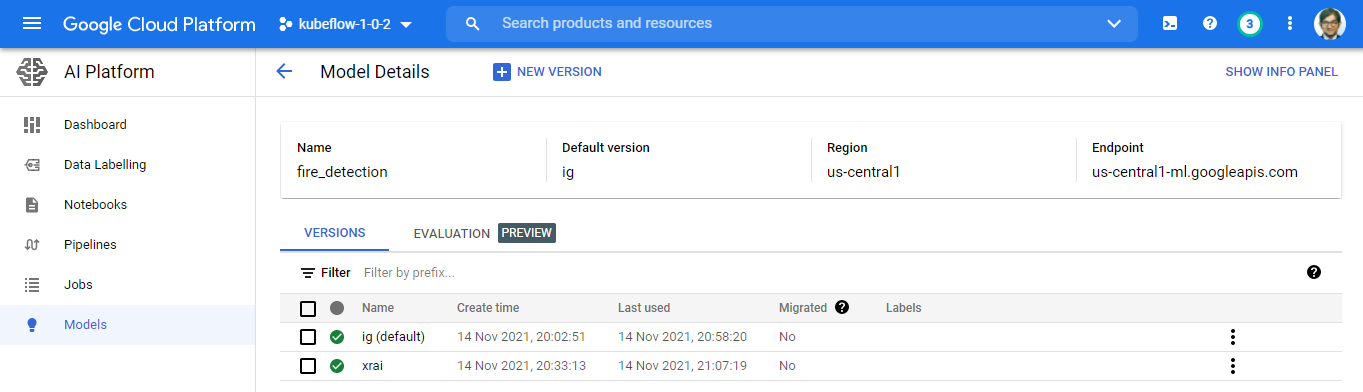 Google Cloud Platform kubeflow-1-0-2 Search products and resources 3
AI Platform Model Details NEW VERSION SHOW INFO PANEL
Dashboard
Data Labelling
Notebooks
Pipelines
Jobs
Models
Name Default version Region Endpoint
fire_detection ig us-central1 us-central1-ml.googleapis.com
VERSIONS EVALUATION PREVIEW
Filter Filter by prefix...
Name Create time Last used Migrated Labels
ig (default) 14 Nov 2021, 20:02:51 14 Nov 2021, 20:58:20 No
xrai 14 Nov 2021, 20:33:13 14 Nov 2021, 21:07:19 No